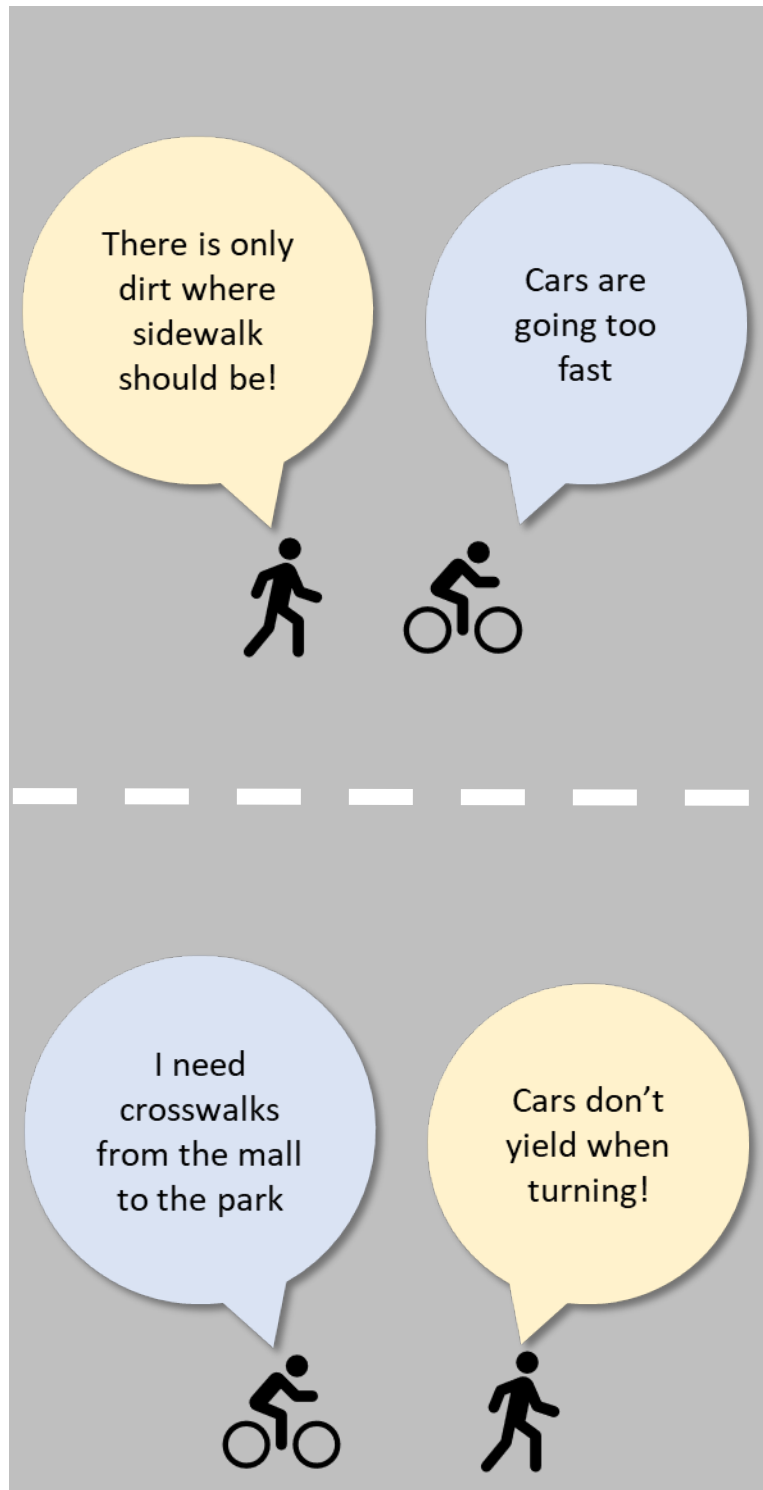 There is only
dirt where
sidewalk
should be!
Cars are
going too
fast
I need
crosswalks
from the mall
to the park
Cars don’t
yield when
turning!